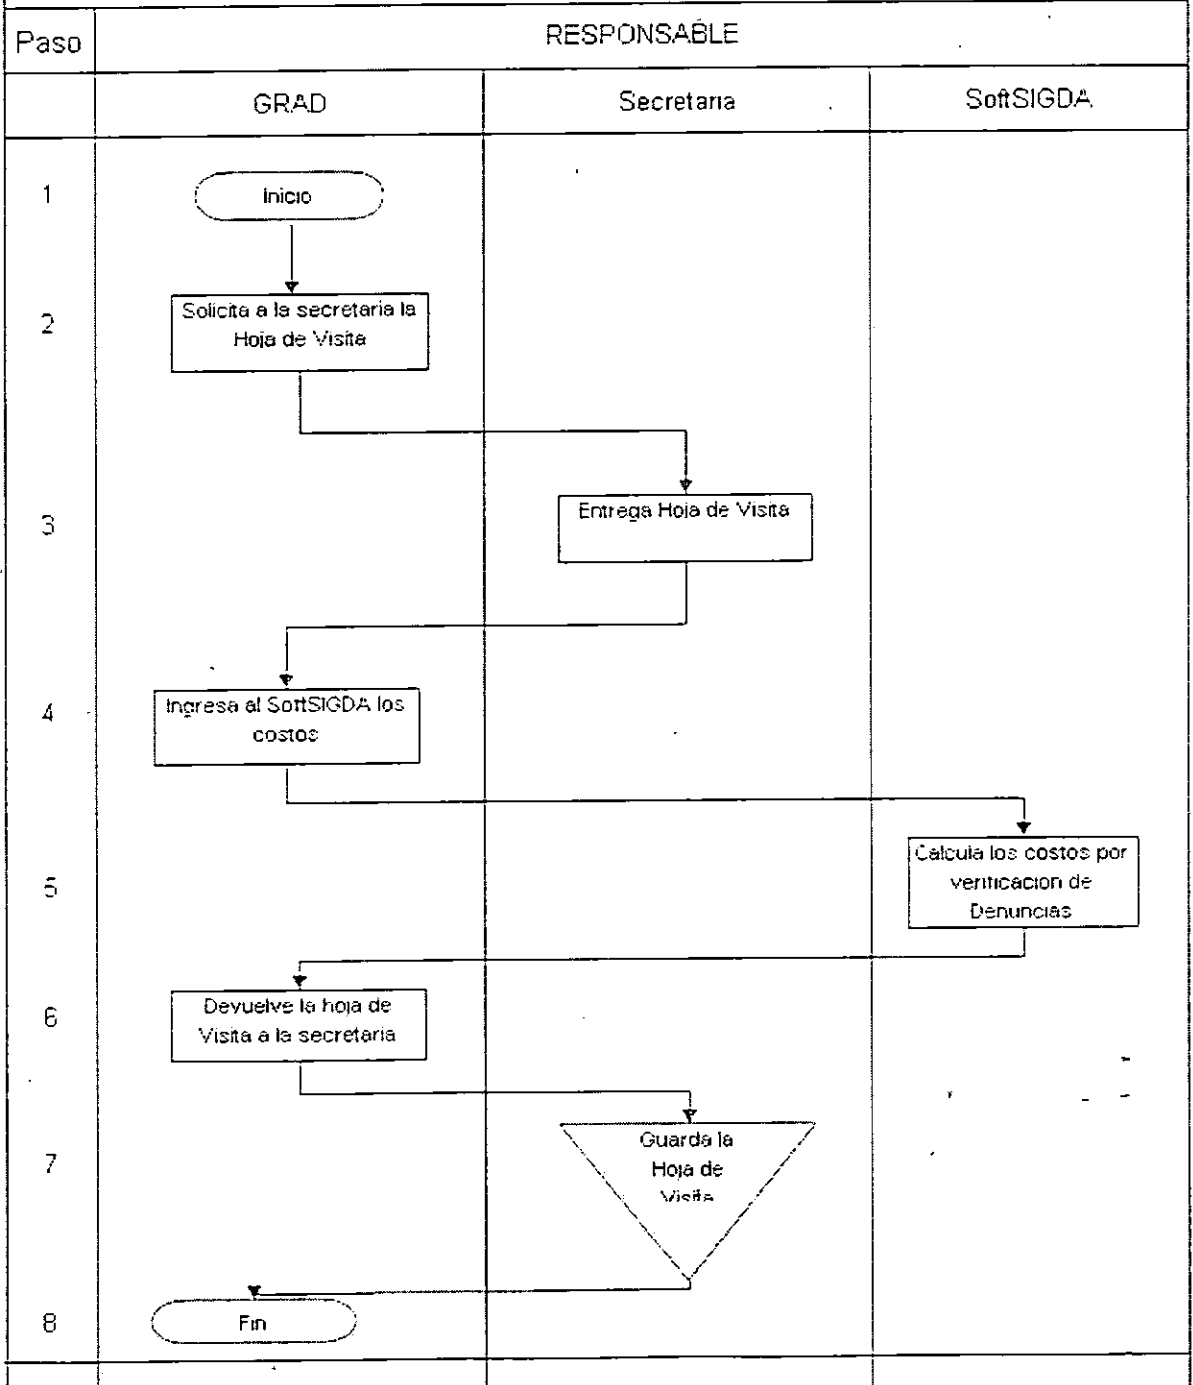 Paso
RESPONSABLE
GRAD
Secretaria
SoftSIGDA
1
Inicio
2
Solicita a la secretaria la
Hoja de Visita
3
Entrega Hoja de Visita
4
Ingresa al SoftSIGDA los
costos
5
Calcula los costos por
verificacion de
Denuncias
6
Devuelve la hoja de
Visita a la secretaria
7
Guarda la
Hoja de
Visita
8
Fin